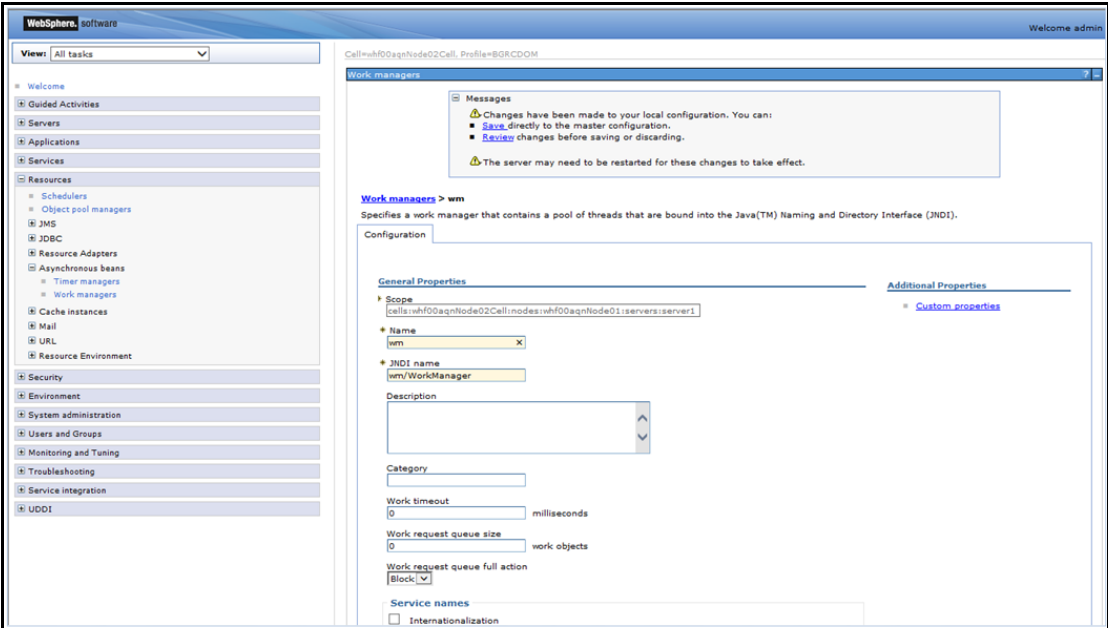 WebSphere. software
Welcome admin
View: All tasks
Cell=whf00aqnNode02Cell, Profile=BGRCDOM
Work managers
? -
Welcome
Guided Activities
Servers
Applications
Services
Resources
Schedulers
Object pool managers
JMS
JDBC
Resource Adapters
Asynchronous beans
Timer managers
Work managers
Cache instances
Mail
URL
Resource Environment
Security
Environment
System administration
Users and Groups
Monitoring and Tuning
Troubleshooting
Service integration
UDDI
Messages
Changes have been made to your local configuration. You can:
Save directly to the master configuration.
Review changes before saving or discarding.
The server may need to be restarted for these changes to take effect.
Work managers > wm
Specifies a work manager that contains a pool of threads that are bound into the Java(TM) Naming and Directory Interface (JNDI).
Configuration
General Properties
Scope
cells:whf00aqnNode02Cell:nodes:whf00aqnNode01:servers:server1
* Name
wm
* JNDI name
wm/WorkManager
Description
Category
Work timeout
0 milliseconds
Work request queue size
0 work objects
Work request queue full action
Block
Service names
Internationalization
Additional Properties
Custom properties